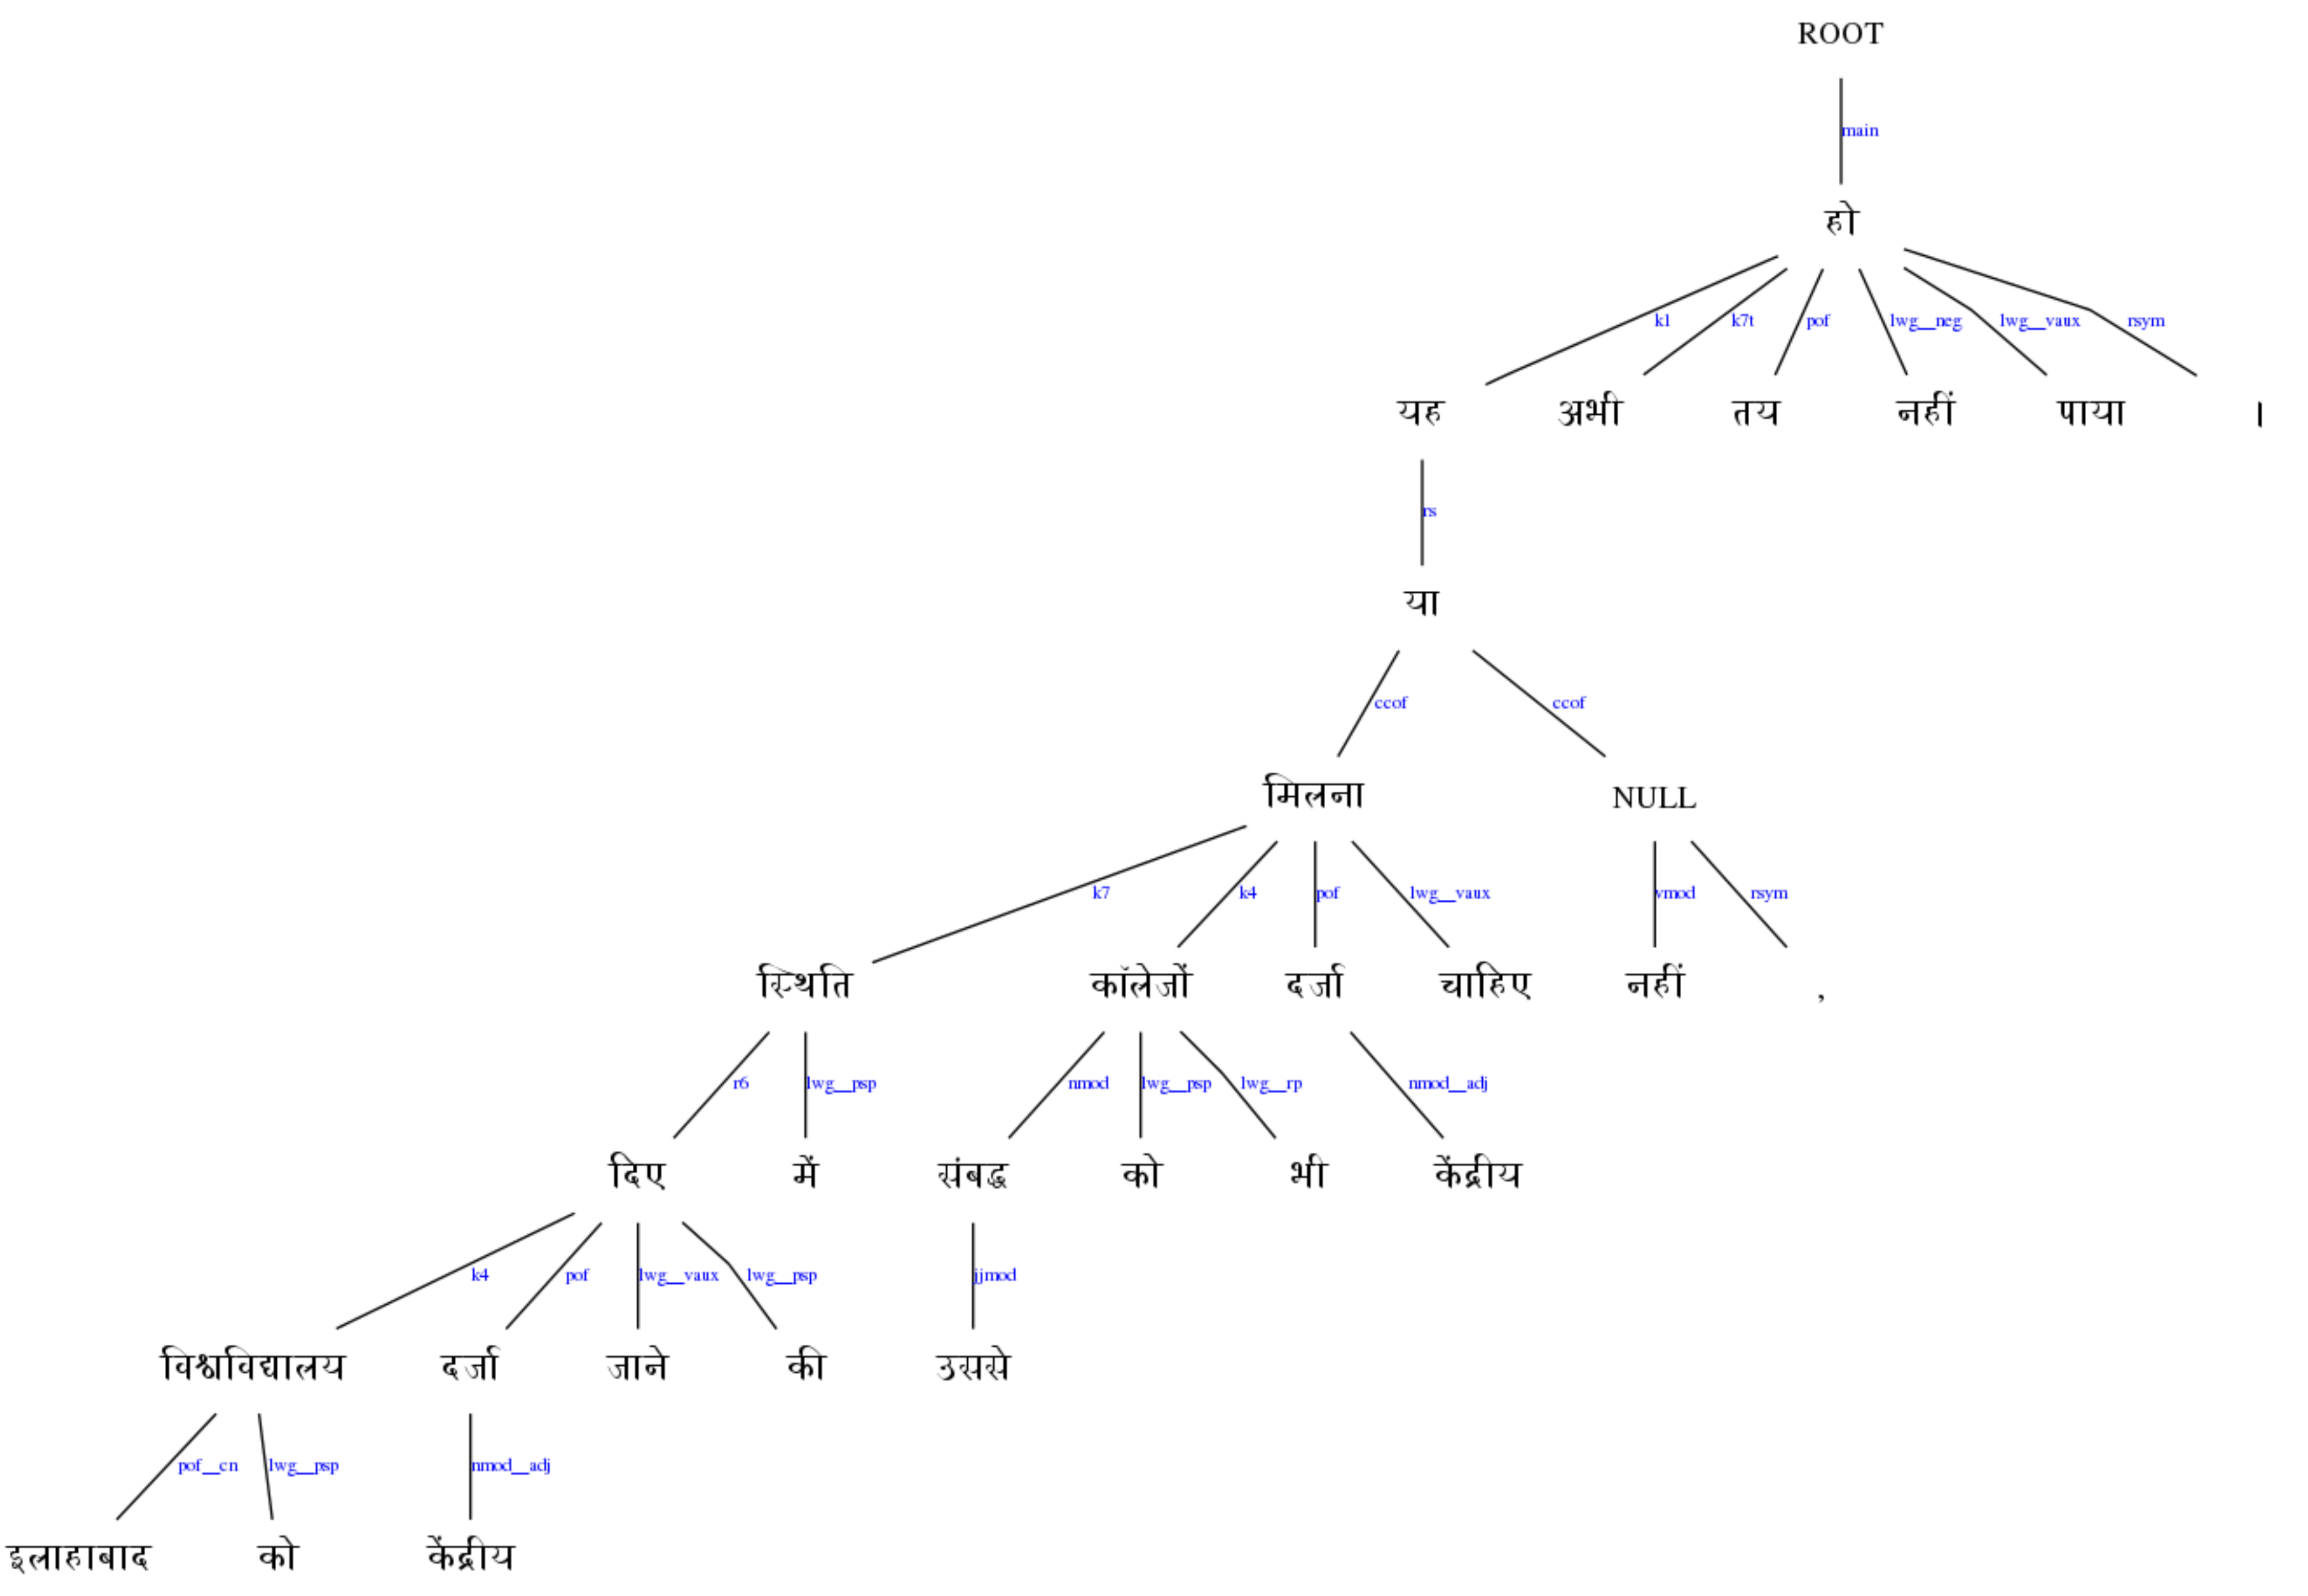 ROOT
main
हो
k1 k7t pof lwg__neg lwg__vaux rsym
यह अभी तय नहीं पाया ।
rs
या
ccof ccof
मिलना NULL
k7 k4 pof lwg__vaux vmod rsym
स्थिति कॉलेजों दर्जा चाहिए नहीं ,
r6 lwg__psp nmod lwg__psp lwg__rp nmod__adj
दिए में संबद्ध को भी केंद्रीय
k4 pof lwg__vaux lwg__psp jjmod
विश्वविद्यालय दर्जा जाने की उससे
pof__cn lwg__psp nmod__adj
इलाहाबाद को केंद्रीय